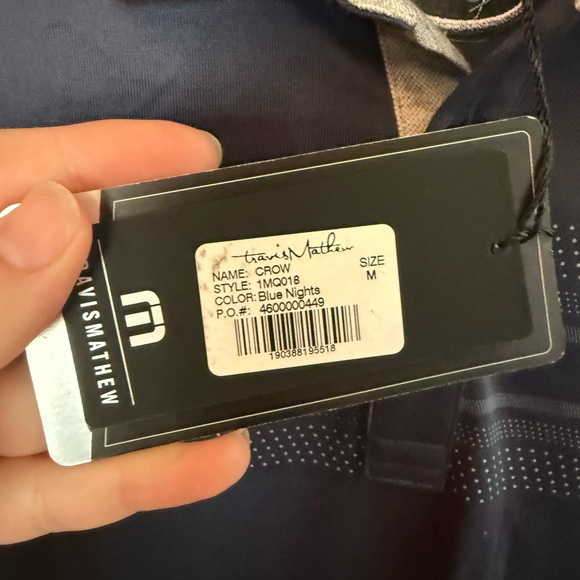 travisMathew
NAME: CROW
SIZE
STYLE: 1MQ018
M
COLOR: Blue Nights
P.O.#: 4600000449
190388195518
TRAVISMATHEW